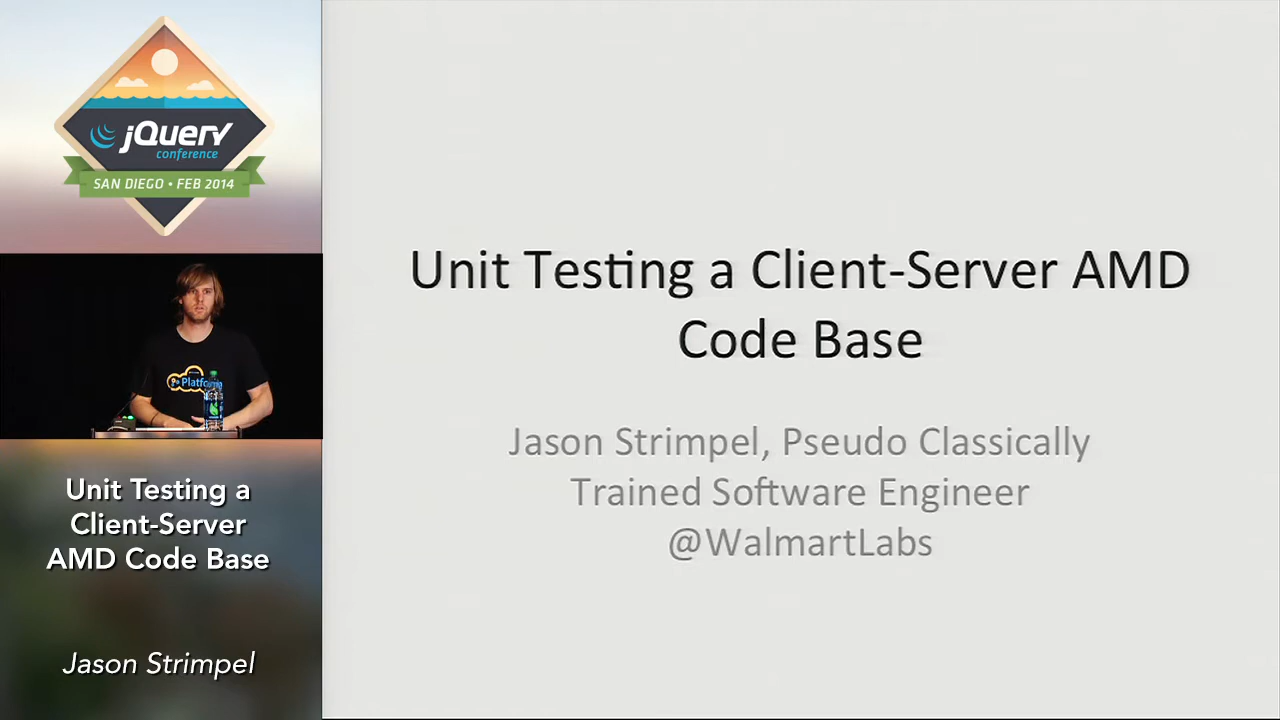 jQuery
conference
SAN DIEGO • FEB 2014
Platform
Unit Testing a
Client-Server
AMD Code Base
Jason Strimpel
Unit Testing a Client-Server AMD
Code Base
Jason Strimpel, Pseudo Classically
Trained Software Engineer
@WalmartLabs